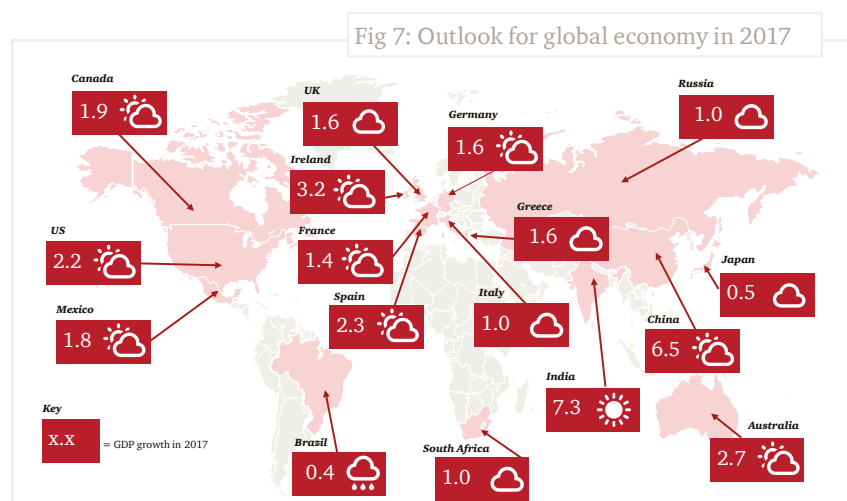 Fig 7: Outlook for global economy in 2017
Canada
1.9
UK
1.6
Germany
1.6
Russia
1.0
Ireland
3.2
Greece
1.6
US
2.2
France
1.4
Japan
0.5
Mexico
1.8
Spain
2.3
Italy
1.0
China
6.5
India
7.3
Key
x.x
= GDP growth in 2017
Brazil
0.4
South Africa
1.0
Australia
2.7